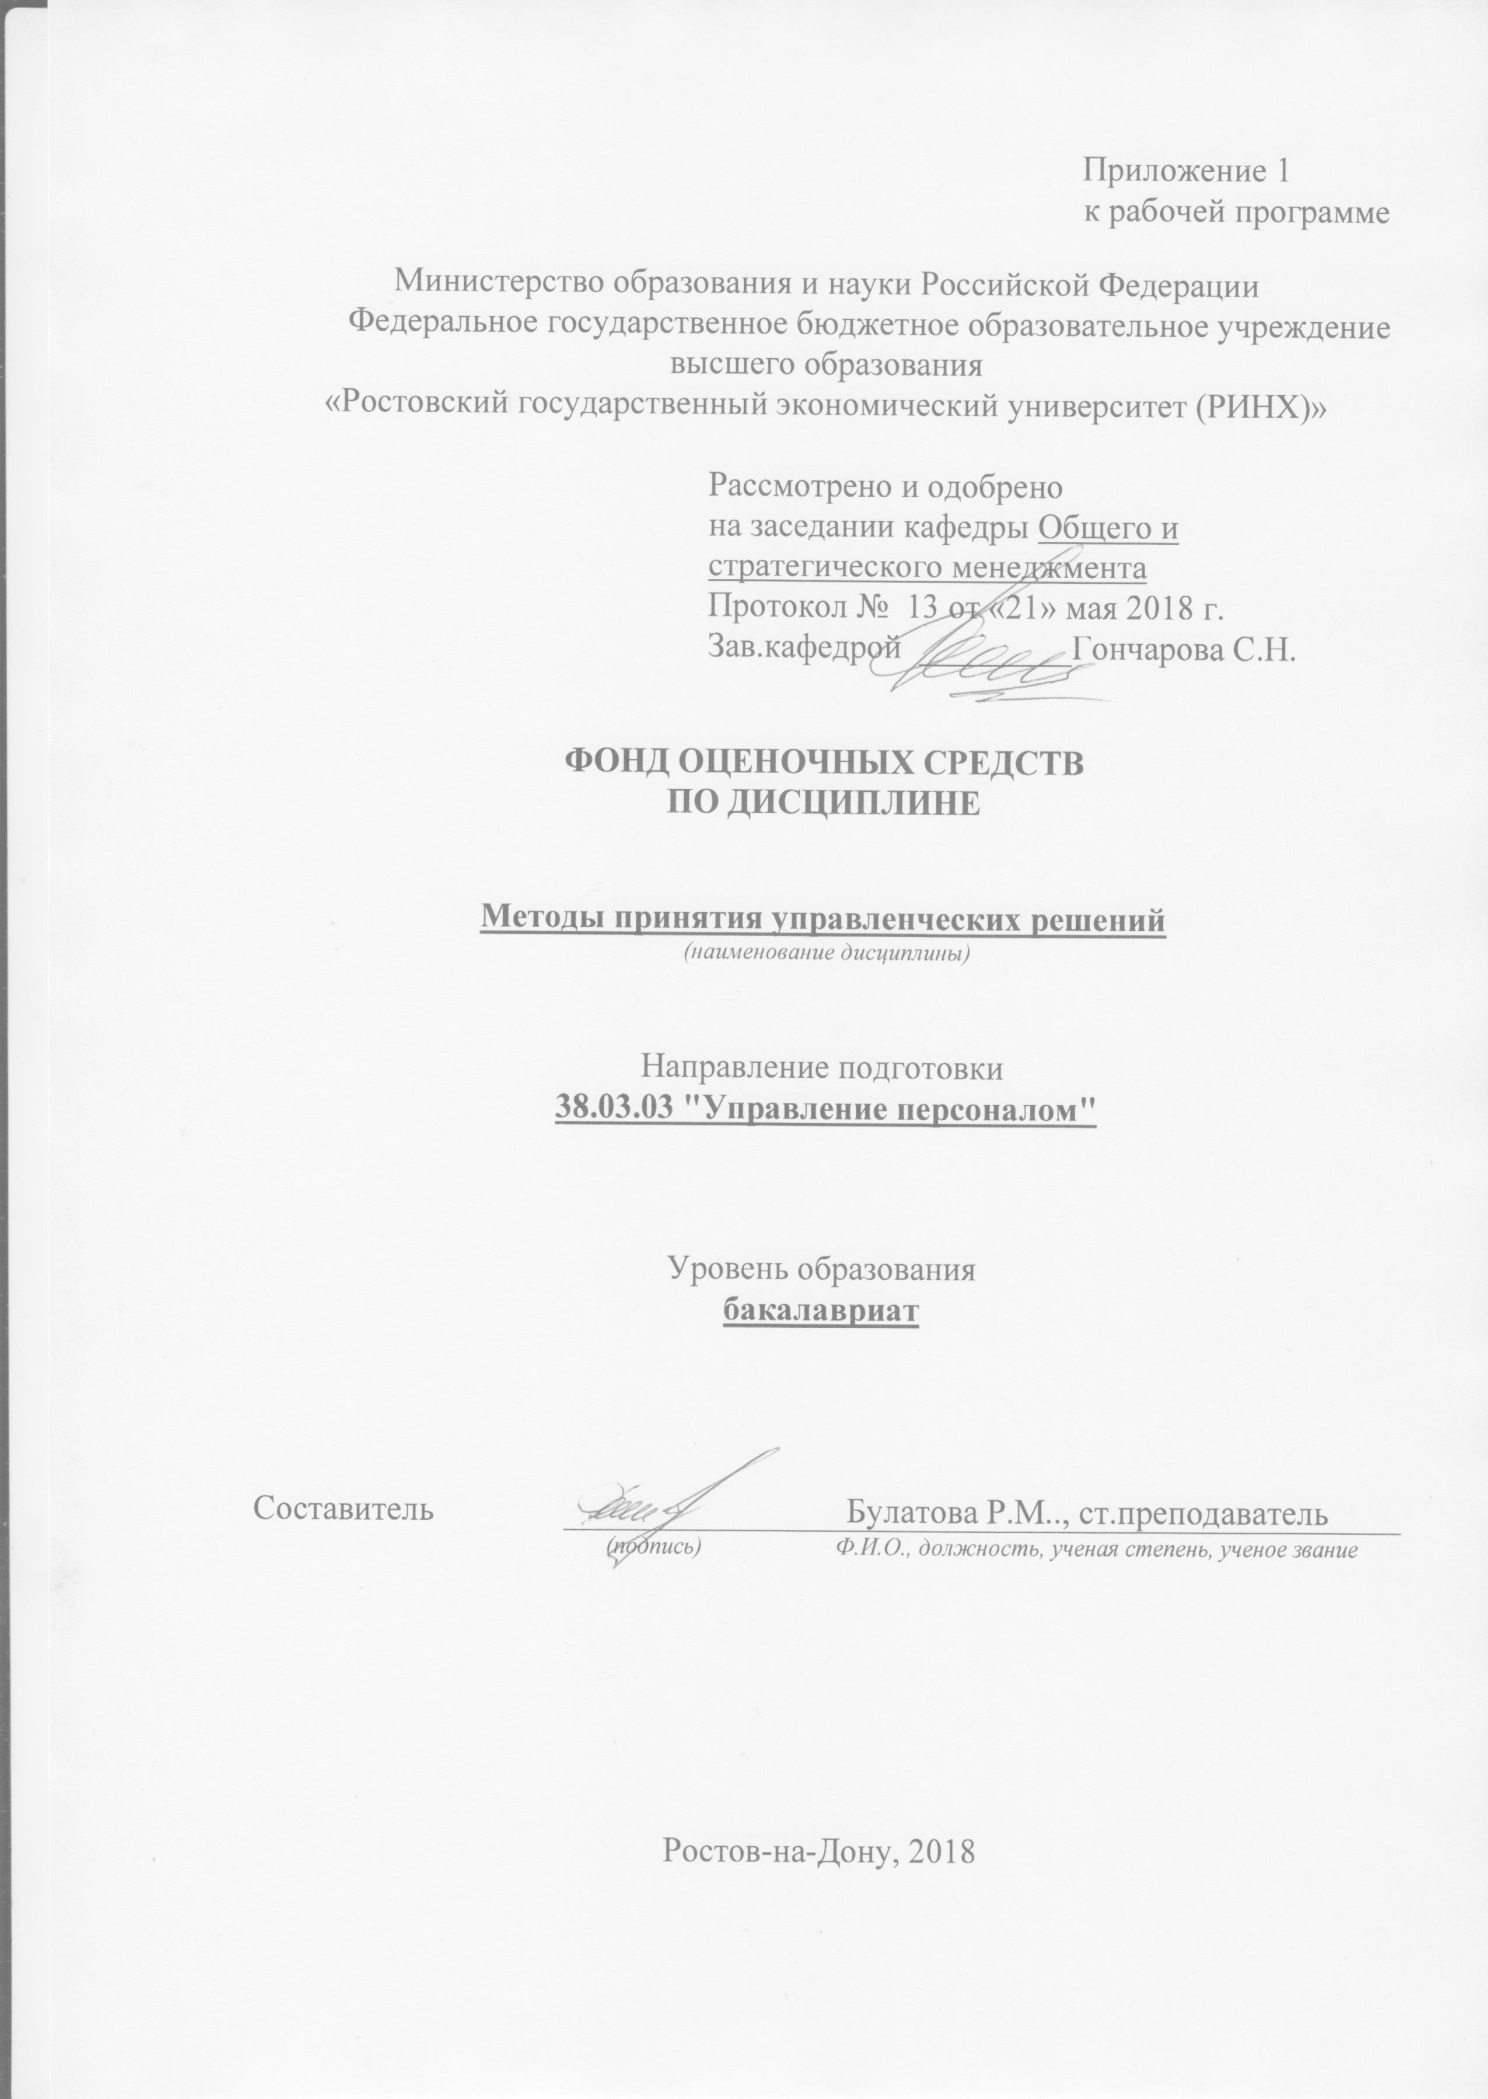 Приложение 1
к рабочей программе
Министерство образования и науки Российской Федерации
Федеральное государственное бюджетное образовательное учреждение
высшего образования
«Ростовский государственный экономический университет (РИНХ)»
Рассмотрено и одобрено
на заседании кафедры Общего и
стратегического менеджмента
Протокол № 13 от «21» мая 2018 г.
Зав.кафедрой ________ Гончарова С.Н.
ФОНД ОЦЕНОЧНЫХ СРЕДСТВ
ПО ДИСЦИПЛИНЕ
Методы принятия управленческих решений
(наименование дисциплины)
Направление подготовки
38.03.03 "Управление персоналом"
Уровень образования
бакалавриат
Составитель Булатова Р.М.., ст.преподаватель
(подпись) Ф.И.О., должность, ученая степень, ученое звание
Ростов-на-Дону, 2018